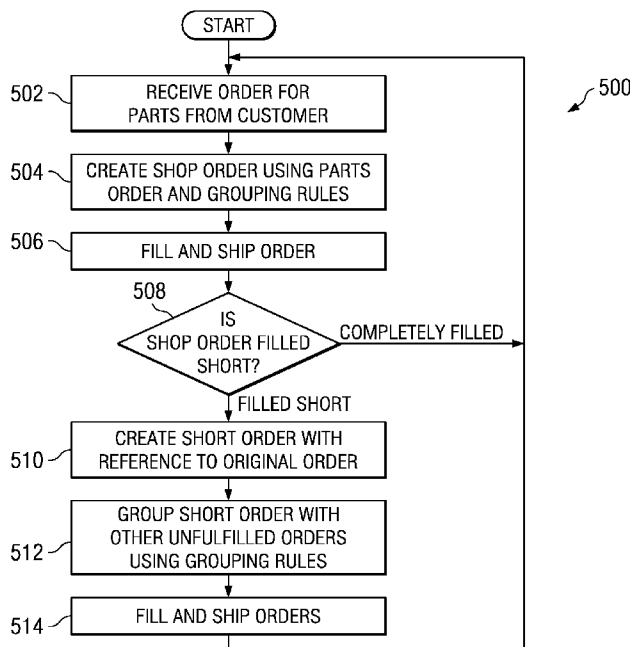 START
500
502
RECEIVE ORDER FOR
PARTS FROM CUSTOMER
504
CREATE SHOP ORDER USING PARTS
ORDER AND GROUPING RULES
506
FILL AND SHIP ORDER
508
IS
SHOP ORDER FILLED
SHORT?
COMPLETELY FILLED
FILLED SHORT
510
CREATE SHORT ORDER WITH
REFERENCE TO ORIGINAL ORDER
512
GROUP SHORT ORDER WITH
OTHER UNFULFILLED ORDERS
USING GROUPING RULES
514
FILL AND SHIP ORDERS